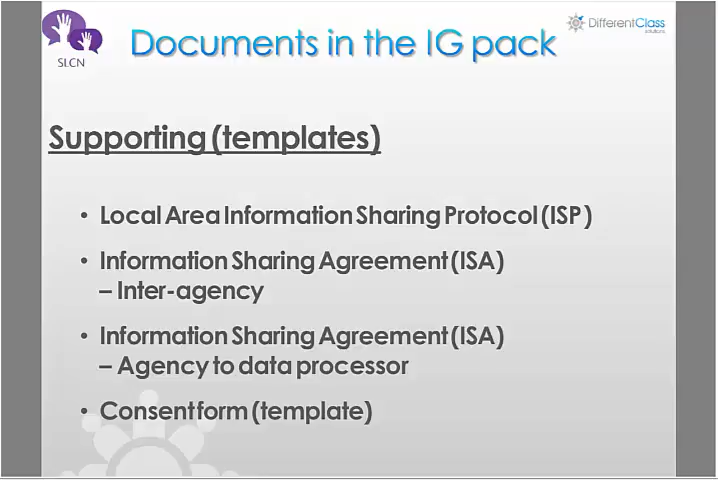 SLCN
Documents in the IG pack
DifferentClass
solutions
Supporting (templates)
• Local Area Information Sharing Protocol (ISP)
• Information Sharing Agreement (ISA)
– Inter-agency
• Information Sharing Agreement (ISA)
– Agency to data processor
• Consent form (template)